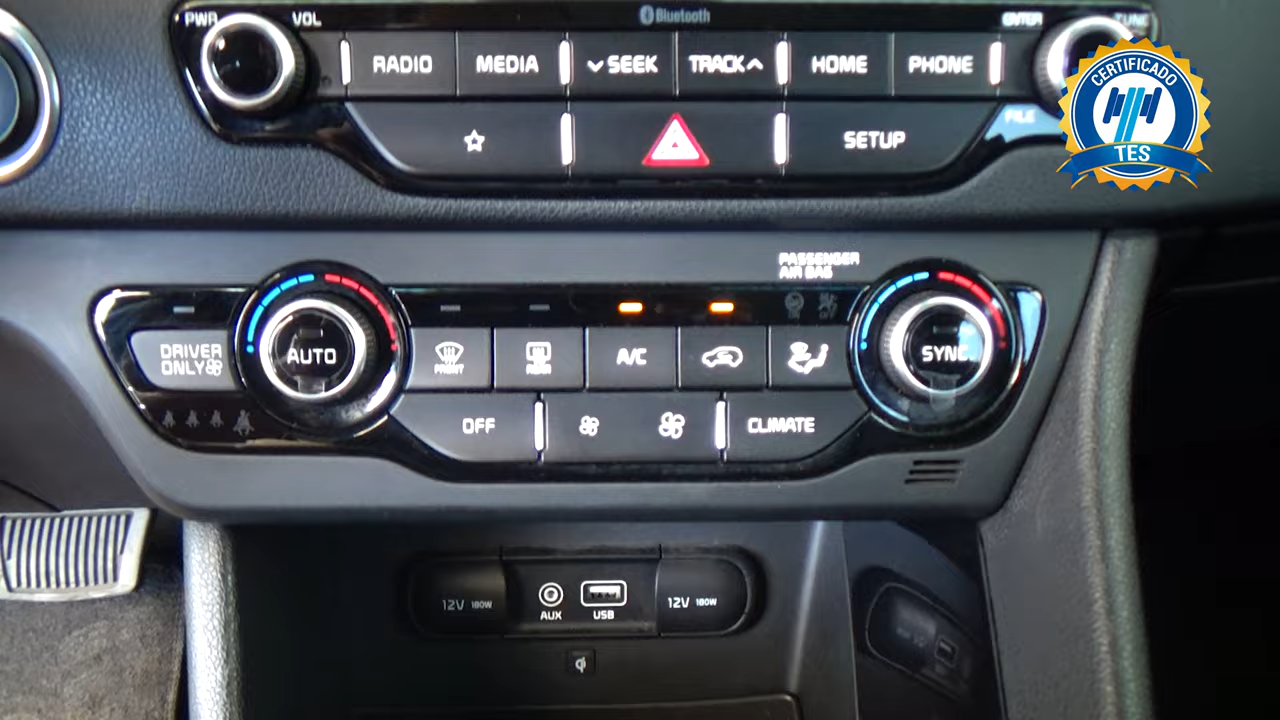 PWR
VOL
Bluetooth
ENTER
TUNE
RADIO
MEDIA
SEEK
TRACK
HOME
PHONE
SETUP
FILE
CERTIFICADO
TES
PASSENGER
AIR BAG
DRIVER
ONLY
AUTO
FRONT
REAR
A/C
SYNC
OFF
CLIMATE
12V 180W
AUX
USB
12V 180W